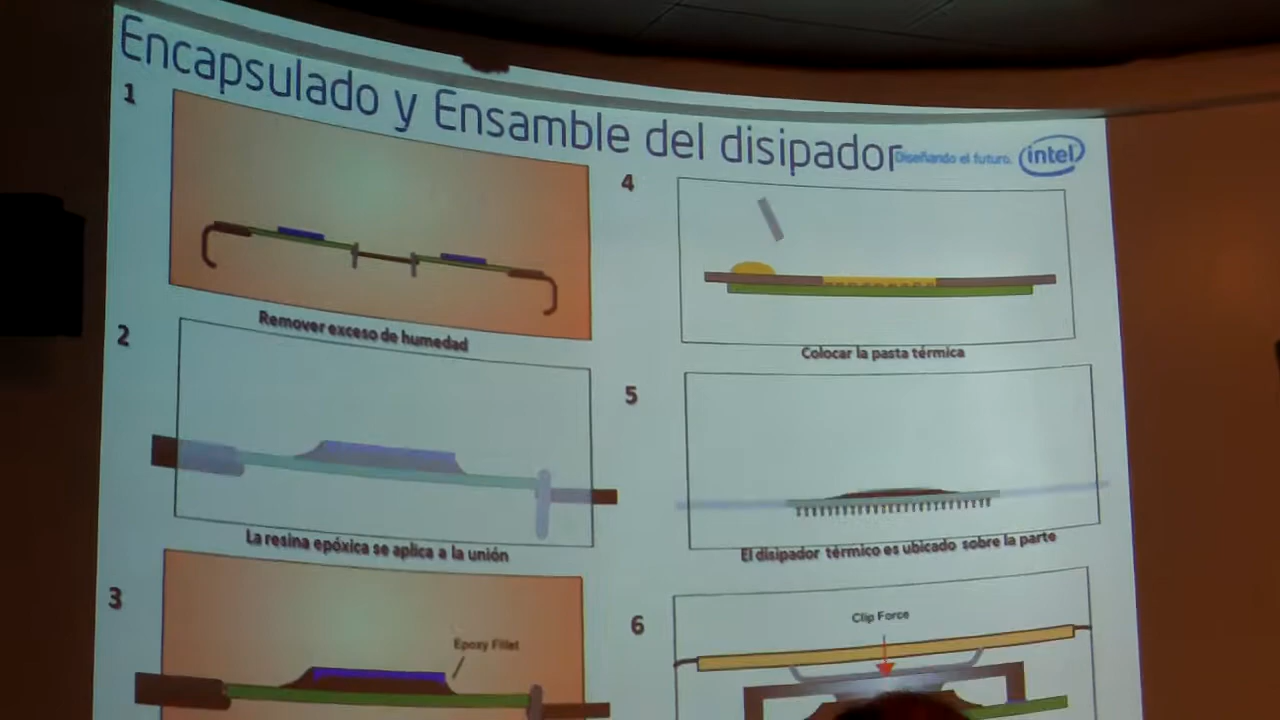 Encapsulado y Ensamble del disipador
Diseñando el futuro.
intel
1
Remover exceso de humedad
2
La resina epóxica se aplica a la unión
3
Epoxy Fillet
4
Colocar la pasta térmica
5
El disipador térmico es ubicado sobre la parte
6
Clip Force